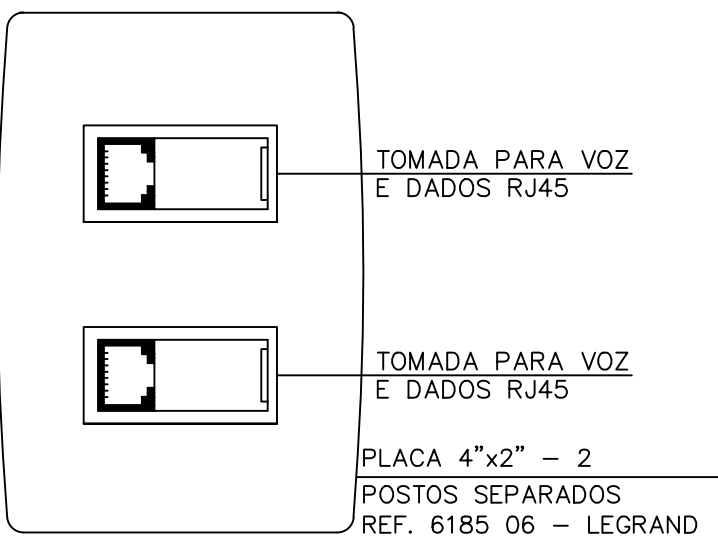 TOMADA PARA VOZ
E DADOS RJ45
TOMADA PARA VOZ
E DADOS RJ45
PLACA 4"x2" – 2
POSTOS SEPARADOS
REF. 6185 06 – LEGRAND